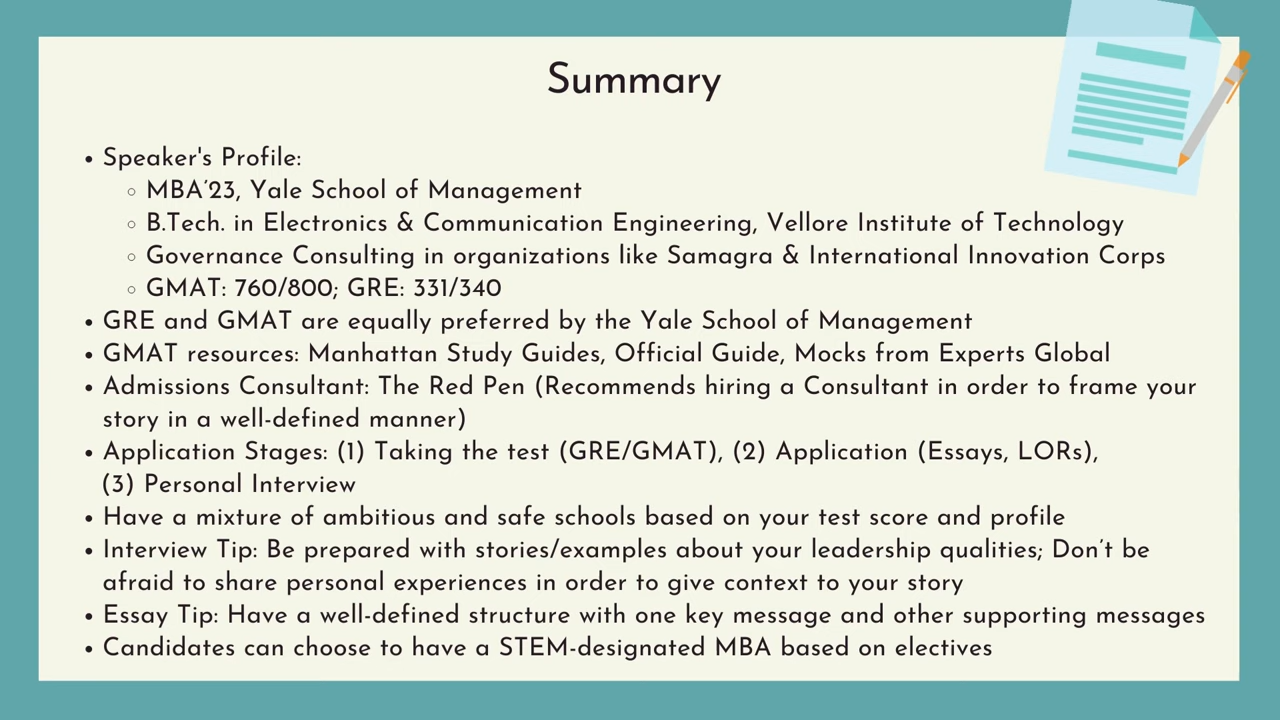 Summary
• Speaker's Profile:
◦ MBA'23, Yale School of Management
◦ B.Tech. in Electronics & Communication Engineering, Vellore Institute of Technology
◦ Governance Consulting in organizations like Samagra & International Innovation Corps
◦ GMAT: 760/800; GRE: 331/340
• GRE and GMAT are equally preferred by the Yale School of Management
• GMAT resources: Manhattan Study Guides, Official Guide, Mocks from Experts Global
• Admissions Consultant: The Red Pen (Recommends hiring a Consultant in order to frame your
story in a well-defined manner)
• Application Stages: (1) Taking the test (GRE/GMAT), (2) Application (Essays, LORs),
(3) Personal Interview
• Have a mixture of ambitious and safe schools based on your test score and profile
• Interview Tip: Be prepared with stories/examples about your leadership qualities; Don't be
afraid to share personal experiences in order to give context to your story
• Essay Tip: Have a well-defined structure with one key message and other supporting messages
• Candidates can choose to have a STEM-designated MBA based on electives